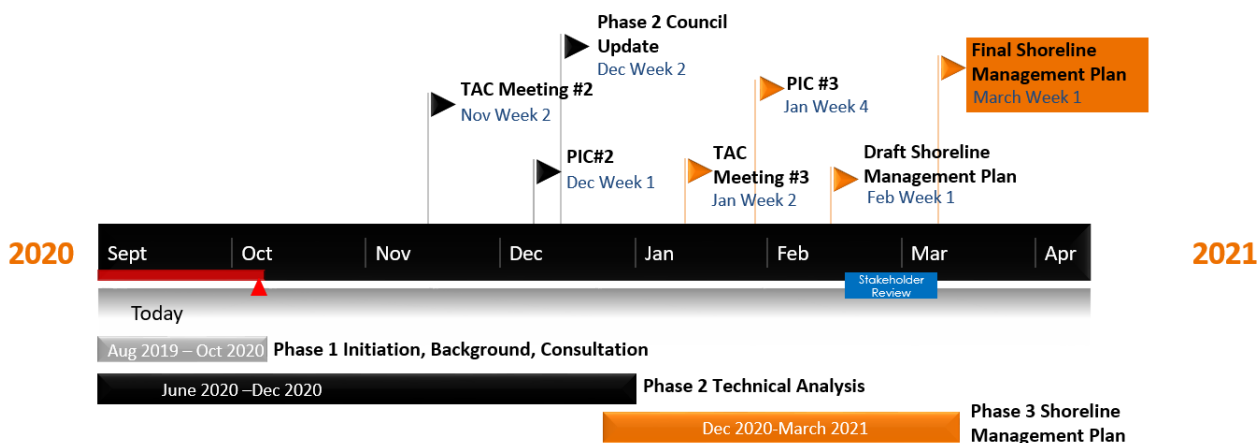 Phase 2 Council
Update
Dec Week 2
TAC Meeting #2
Nov Week 2
PIC#2
Dec Week 1
PIC #3
Jan Week 4
TAC
Meeting #3
Jan Week 2
Final Shoreline
Management Plan
March Week 1
Draft Shoreline
Management Plan
Feb Week 1
2020
Sept
Oct
Nov
Dec
Jan
Feb
Mar
Apr
2021
Stakeholder
Review
Today
Aug 2019 – Oct 2020
Phase 1 Initiation, Background, Consultation
June 2020 –Dec 2020
Phase 2 Technical Analysis
Dec 2020-March 2021
Phase 3 Shoreline
Management Plan